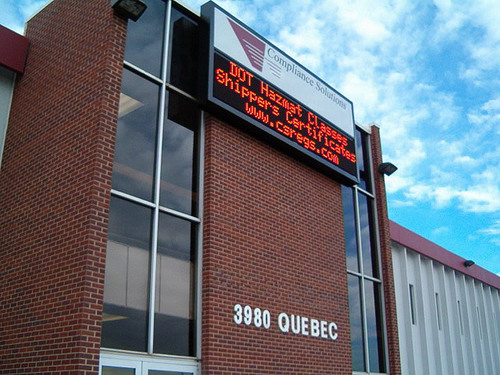 Compliance Solutions
DOT Hazmat Classes
Shippers Certificates
www.csregs.com
3980 QUEBEC